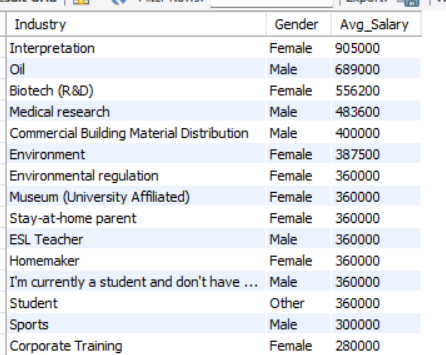 Industry Gender Avg_Salary
Interpretation Female 905000
Oil Male 689000
Biotech (R&D) Female 556200
Medical research Male 483600
Commercial Building Material Distribution Male 400000
Environment Female 387500
Environmental regulation Female 360000
Museum (University Affiliated) Female 360000
Stay-at-home parent Female 360000
ESL Teacher Male 360000
Homemaker Female 360000
I'm currently a student and don't have ... Male 360000
Student Other 360000
Sports Male 300000
Corporate Training Female 280000